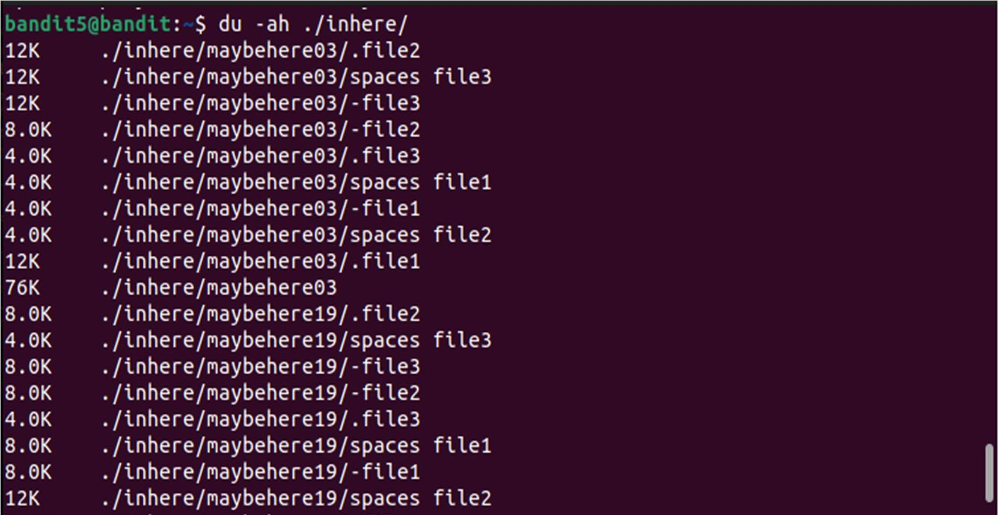 bandit5@bandit:~$ du -ah ./inhere/
12K     ./inhere/maybehere03/.file2
12K     ./inhere/maybehere03/spaces file3
12K     ./inhere/maybehere03/-file3
8.0K    ./inhere/maybehere03/-file2
4.0K    ./inhere/maybehere03/.file3
4.0K    ./inhere/maybehere03/spaces file1
4.0K    ./inhere/maybehere03/-file1
4.0K    ./inhere/maybehere03/spaces file2
12K     ./inhere/maybehere03/.file1
76K     ./inhere/maybehere03
8.0K    ./inhere/maybehere19/.file2
4.0K    ./inhere/maybehere19/spaces file3
8.0K    ./inhere/maybehere19/-file3
8.0K    ./inhere/maybehere19/-file2
4.0K    ./inhere/maybehere19/.file3
8.0K    ./inhere/maybehere19/spaces file1
8.0K    ./inhere/maybehere19/-file1
12K     ./inhere/maybehere19/spaces file2